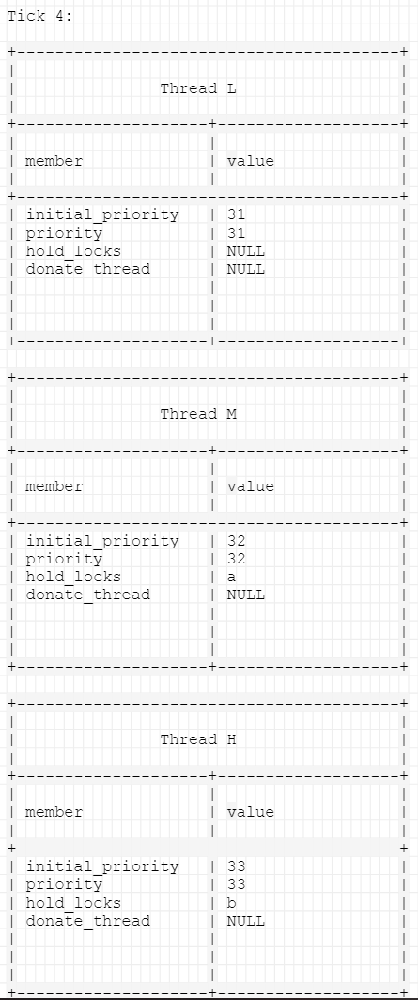 Tick 4:
+----------------------------------------+
| |
| Thread L |
| |
+--------------------+-------------------+
| | |
| member | value |
| | |
+----------------------------------------+
| initial_priority | 31 |
| priority | 31 |
| hold_locks | NULL |
| donate_thread | NULL |
| | |
| | |
| | |
+--------------------+-------------------+
+----------------------------------------+
| |
| Thread M |
| |
+--------------------+-------------------+
| | |
| member | value |
| | |
+----------------------------------------+
| initial_priority | 32 |
| priority | 32 |
| hold_locks | a |
| donate_thread | NULL |
| | |
| | |
| | |
+--------------------+-------------------+
+----------------------------------------+
| |
| Thread H |
| |
+--------------------+-------------------+
| | |
| member | value |
| | |
+----------------------------------------+
| initial_priority | 33 |
| priority | 33 |
| hold_locks | b |
| donate_thread | NULL |
| | |
| | |
| | |
+--------------------+-------------------+